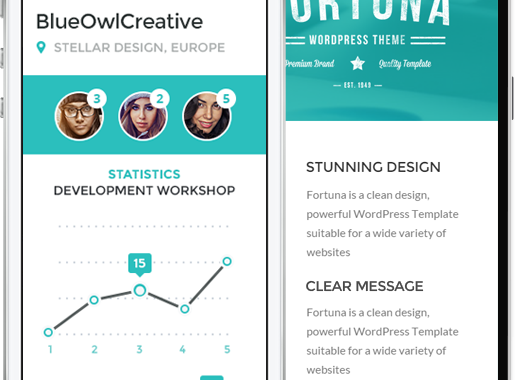 BlueOwlCreative
STELLAR DESIGN, EUROPE
3
2
5
STATISTICS
DEVELOPMENT WORKSHOP
15
1 2 3 4 5
FORTUNA
WORDPRESS THEME
Premium Brand Quality Template
EST. 1949
STUNNING DESIGN
Fortuna is a clean design,
powerful WordPress Template
suitable for a wide variety of
websites
CLEAR MESSAGE
Fortuna is a clean design,
powerful WordPress Template
suitable for a wide variety of
websites